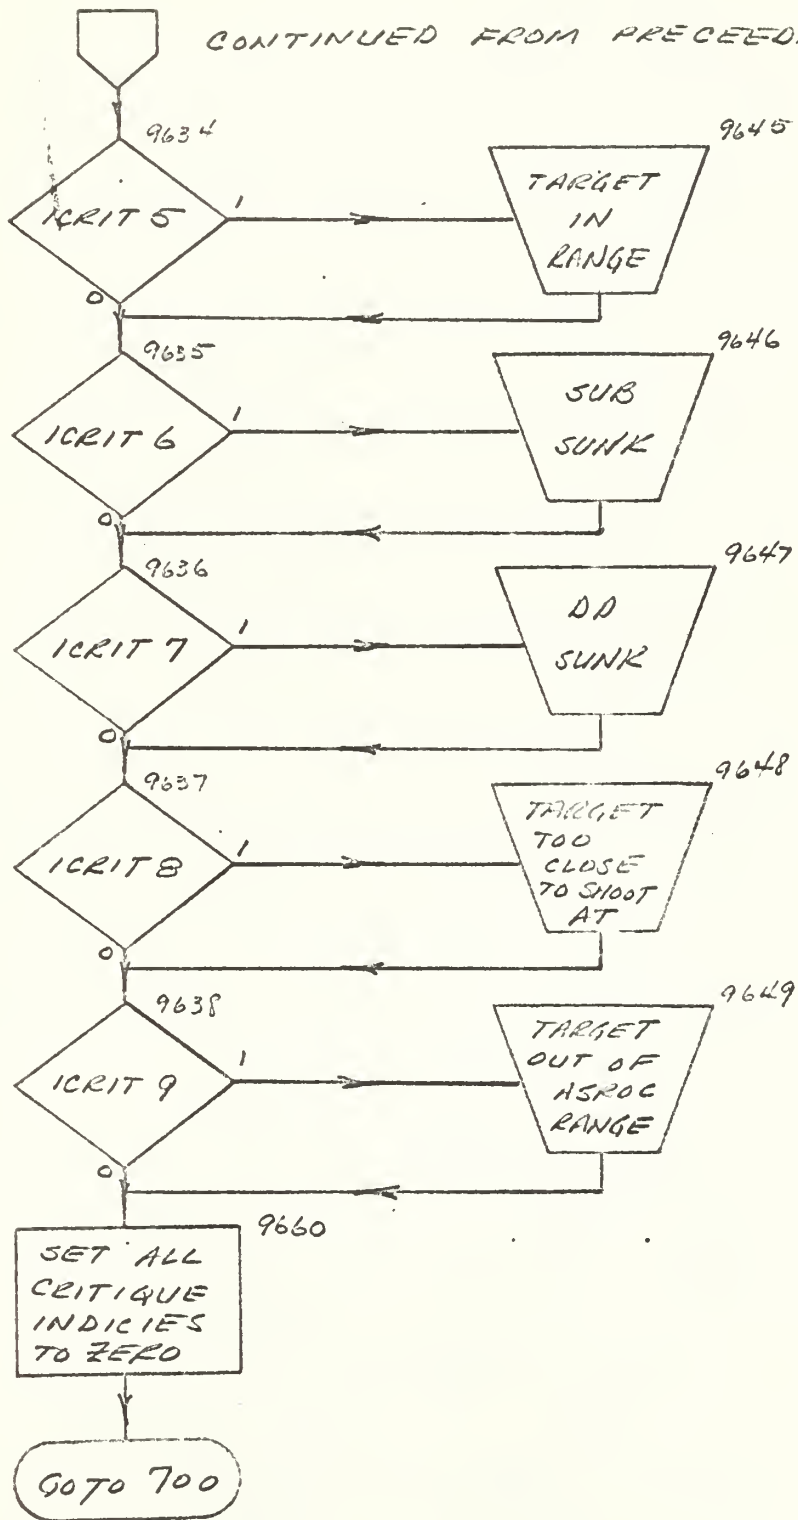 CONTINUED FROM PRECEED
9634
ICRIT 5
1
0
9645
TARGET
IN
RANGE
9635
ICRIT 6
1
0
9646
SUB
SUNK
9636
ICRIT 7
1
0
9647
DD
SUNK
9637
ICRIT 8
1
0
9648
TARGET
TOO
CLOSE
TO SHOOT
AT
9638
ICRIT 9
1
0
9649
TARGET
OUT OF
ASROC
RANGE
9660
SET ALL
CRITIQUE
INDICIES
TO ZERO
GO TO 700